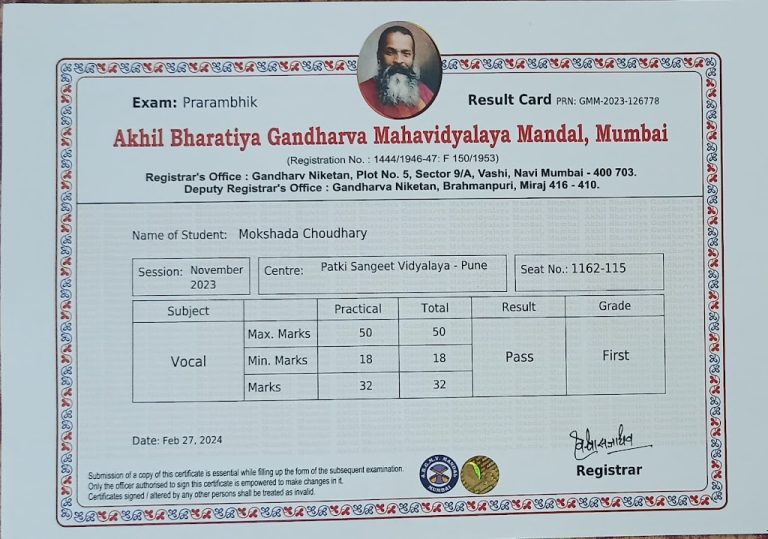 Exam: Prarambhik
Result Card PRN: GMM-2023-126778
Akhil Bharatiya Gandharva Mahavidyalaya Mandal, Mumbai
(Registration No. : 1444/1946-47: F 150/1953)
Registrar's Office : Gandharv Niketan, Plot No. 5, Sector 9/A, Vashi, Navi Mumbai - 400 703.
Deputy Registrar's Office : Gandharva Niketan, Brahmanpuri, Miraj 416 - 410.
Name of Student: Mokshada Choudhary
Session: November 2023
Centre: Patki Sangeet Vidyalaya - Pune
Seat No.: 1162-115
Subject Practical Total Result Grade
Vocal
Max. Marks 50 50
Min. Marks 18 18
Marks 32 32
Pass
First
Date: Feb 27, 2024
Registrar
Submission of a copy of this certificate is essential while filling up the form of the subsequent examination.
Only the officer authorised to sign this certificate is empowered to make changes in it.
Certificates signed / altered by any other persons shall be treated as invalid.
MUMBAI